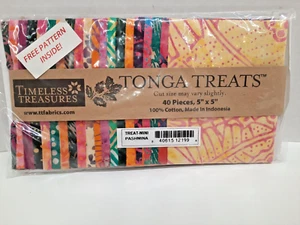 FREE PATTERN
INSIDE!
TIMELESS
TREASURES
www.ttfabrics.com
TONGA TREATS™
Cut size may vary slightly.
40 Pieces, 5" x 5"
100% Cotton, Made in Indonesia
TREAT-MINI
PASHMINA